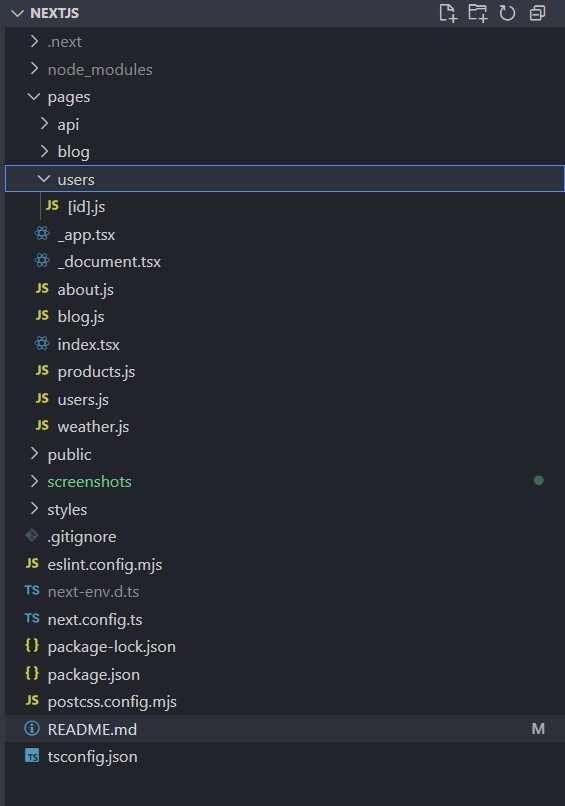 NEXTJS
.next
node_modules
pages
api
blog
users
JS [id].js
_app.tsx
_document.tsx
JS about.js
JS blog.js
index.tsx
JS products.js
JS users.js
JS weather.js
public
screenshots
styles
.gitignore
JS eslint.config.mjs
TS next-env.d.ts
TS next.config.ts
{ } package-lock.json
{ } package.json
JS postcss.config.mjs
README.md M
TS tsconfig.json